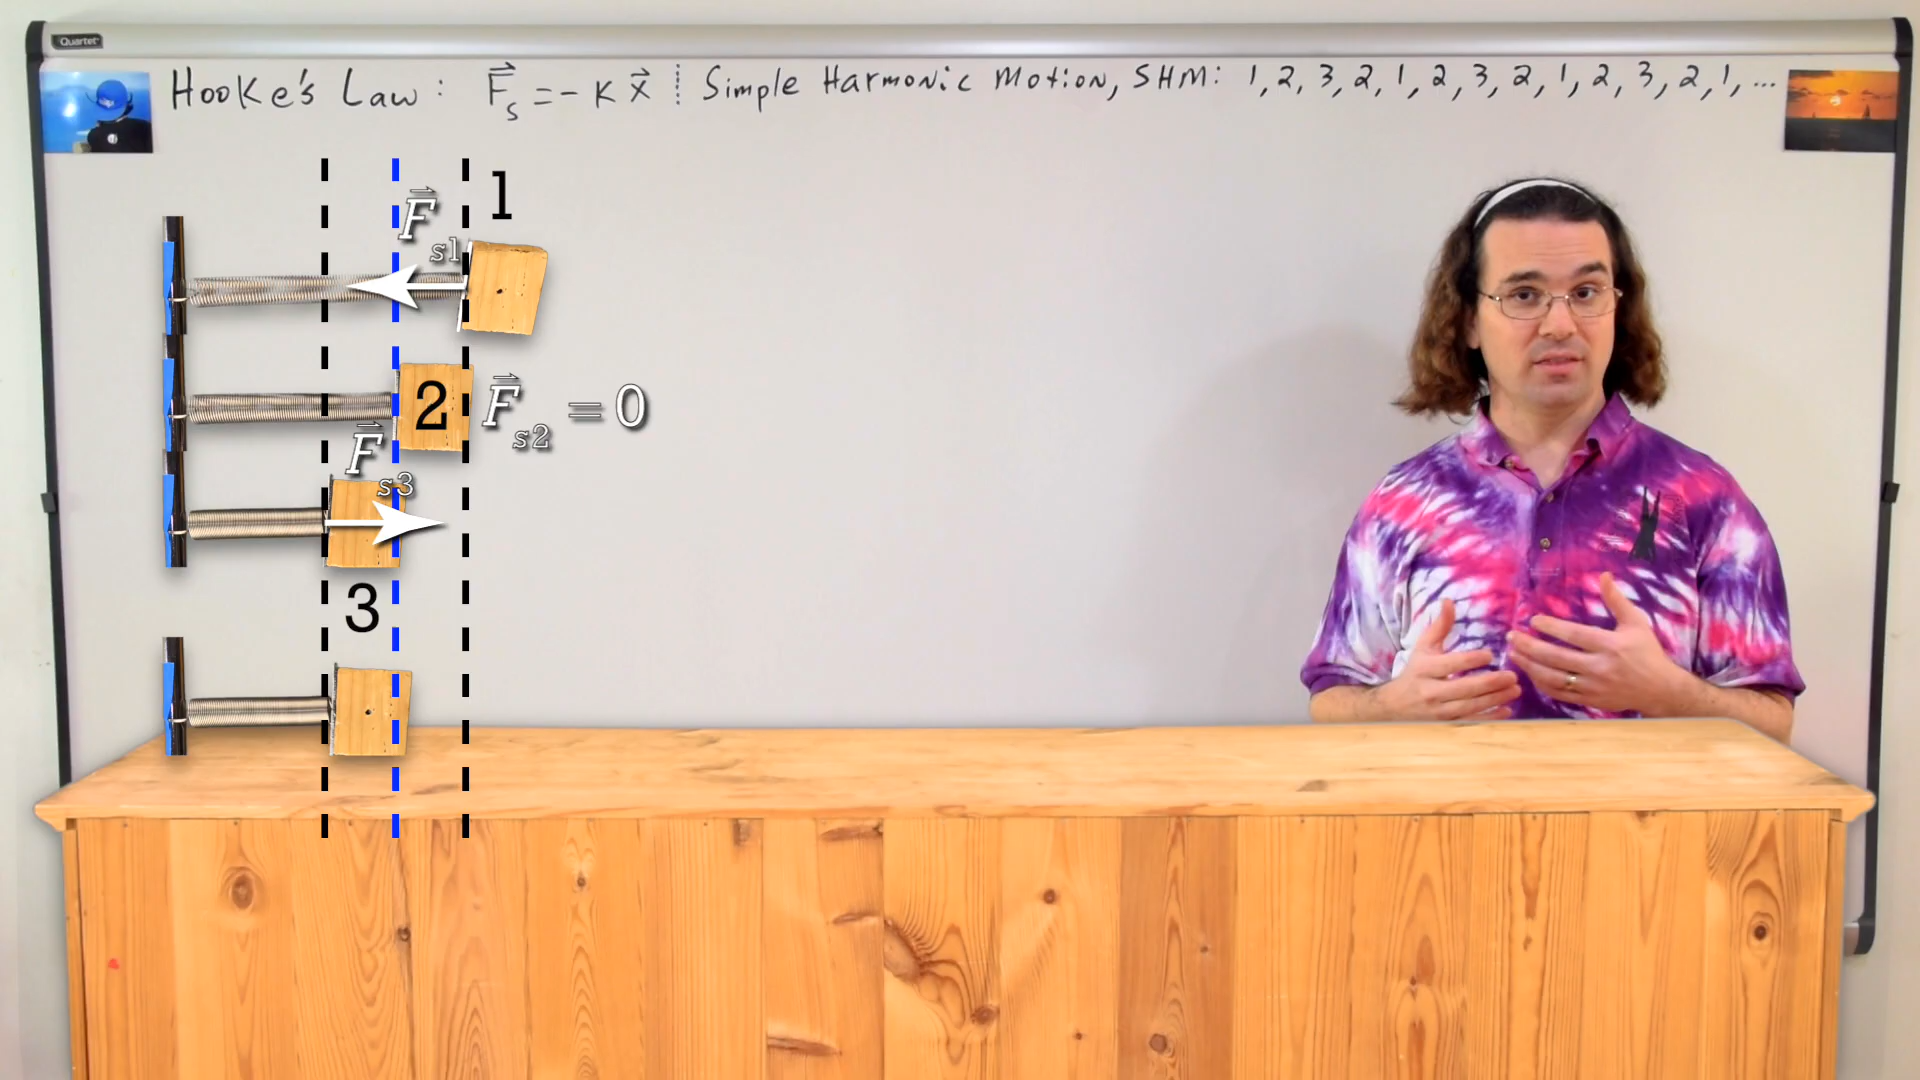 Quartet
Hooke's Law: F⃗s = -K x⃗ ⋮ Simple Harmonic Motion, SHM: 1, 2, 3, 2, 1, 2, 3, 2, 1, 2, 3, 2, 1, ...
1
F⃗s1
2 F⃗s2 = 0
F⃗s3
3